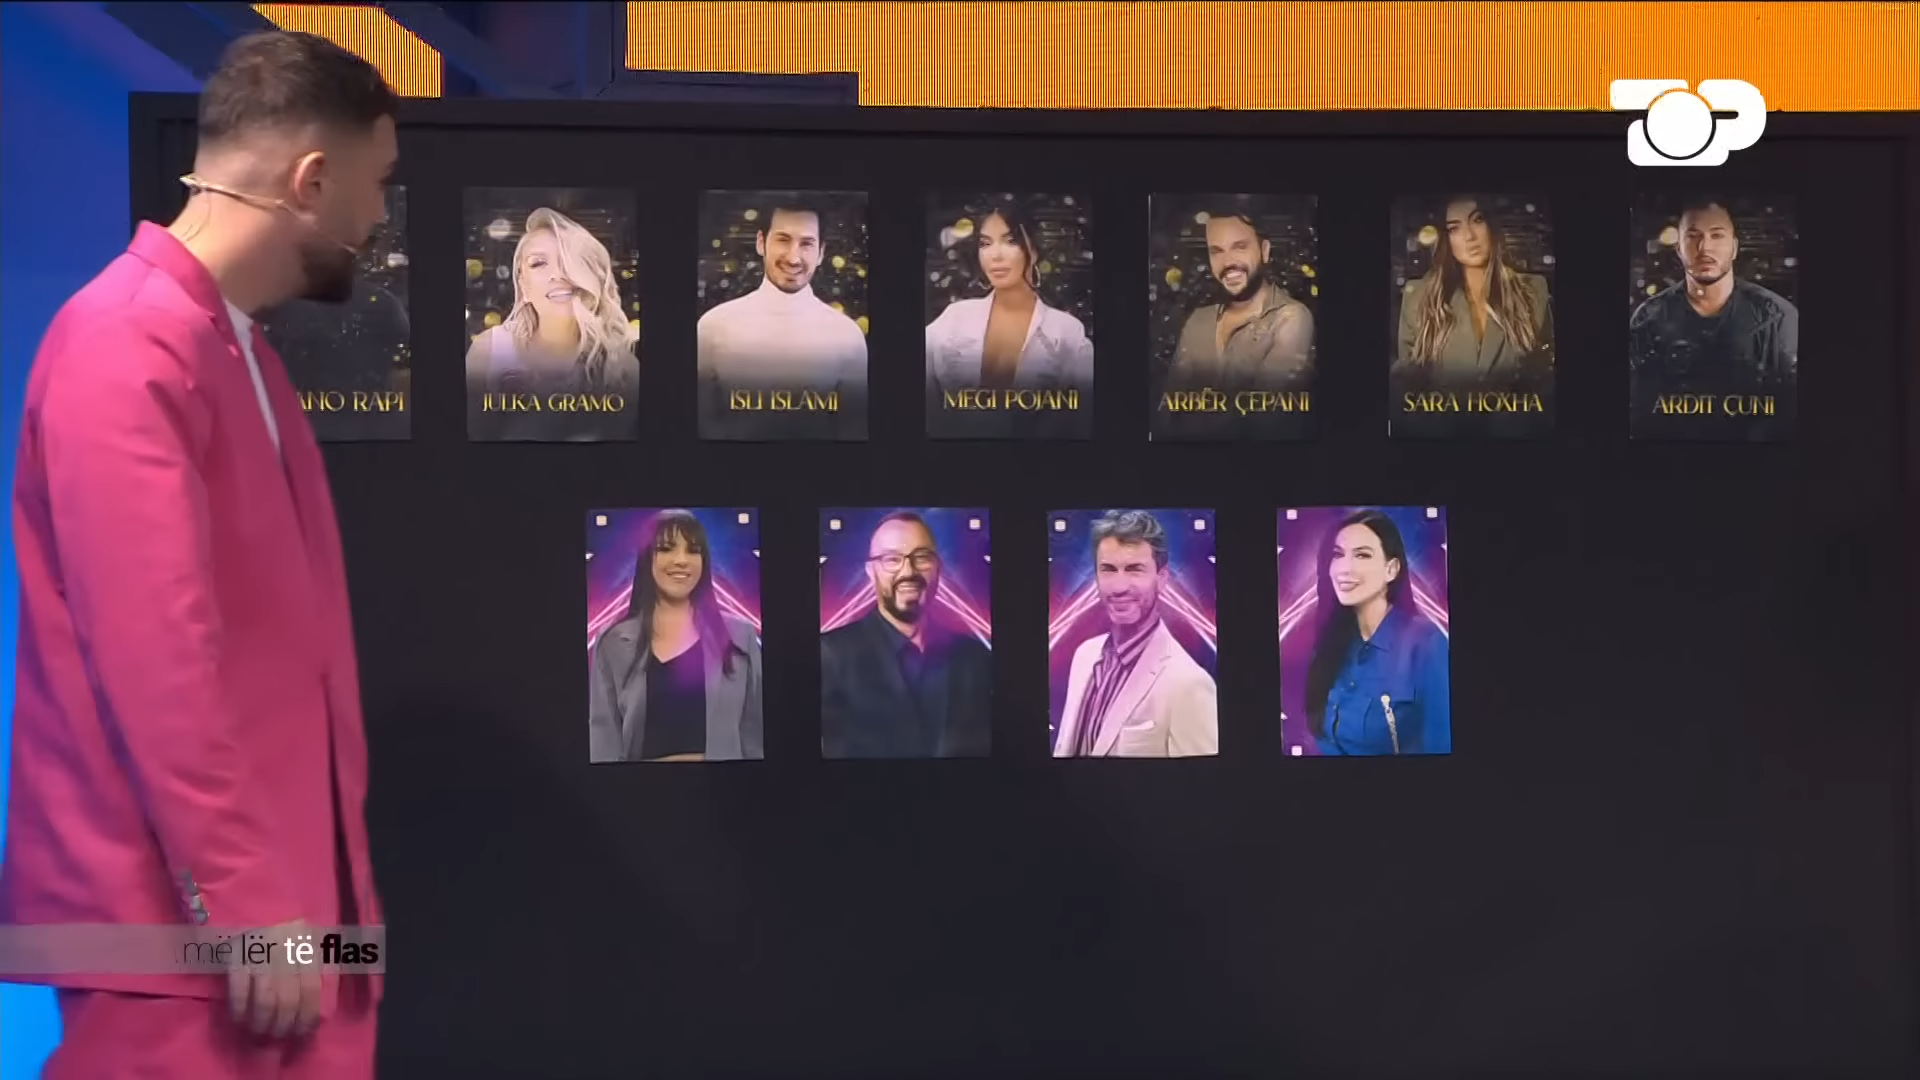 ANO RAPI
JULKA GRAMO
ISLI ISLAMI
MEGI POJANI
ARBËR ÇEPANI
SARA HOXHA
ARDIT ÇUNI
më lër të flas